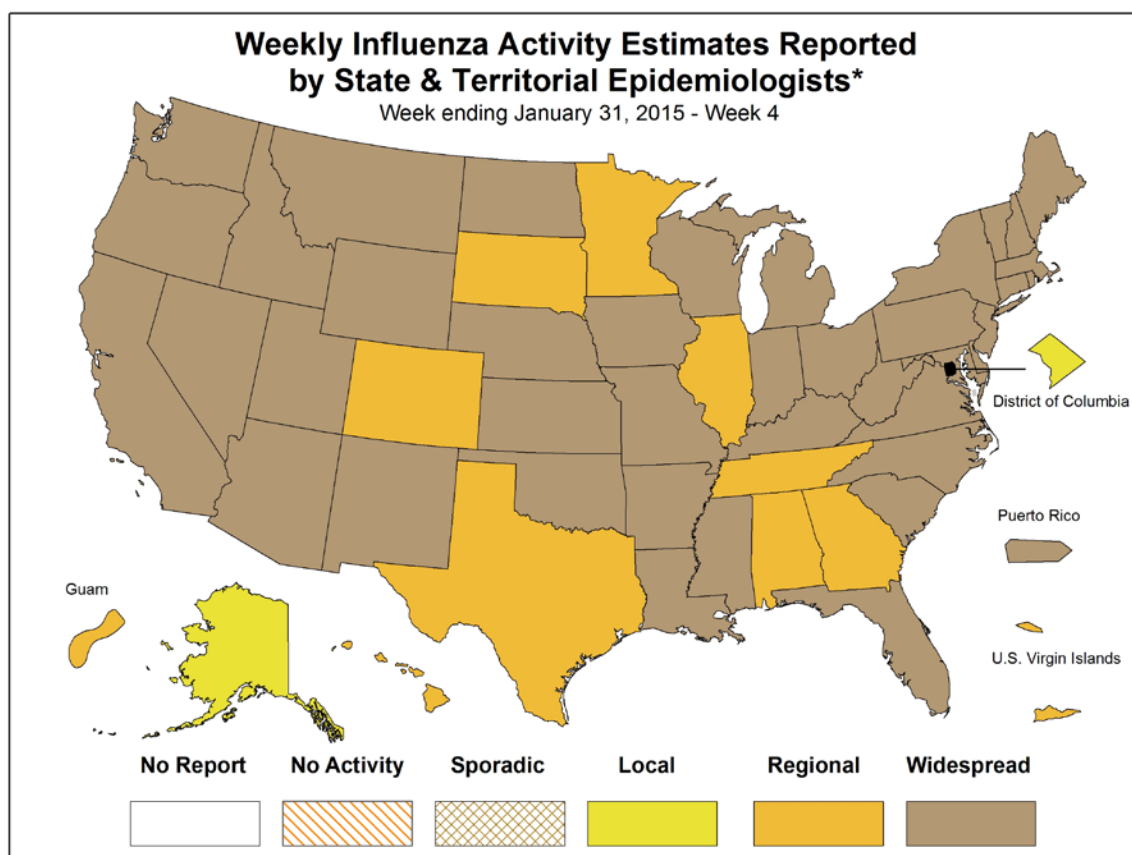 Weekly Influenza Activity Estimates Reported
by State & Territorial Epidemiologists*
Week ending January 31, 2015 - Week 4
District of Columbia
Puerto Rico
Guam
U.S. Virgin Islands
No Report No Activity Sporadic Local Regional Widespread